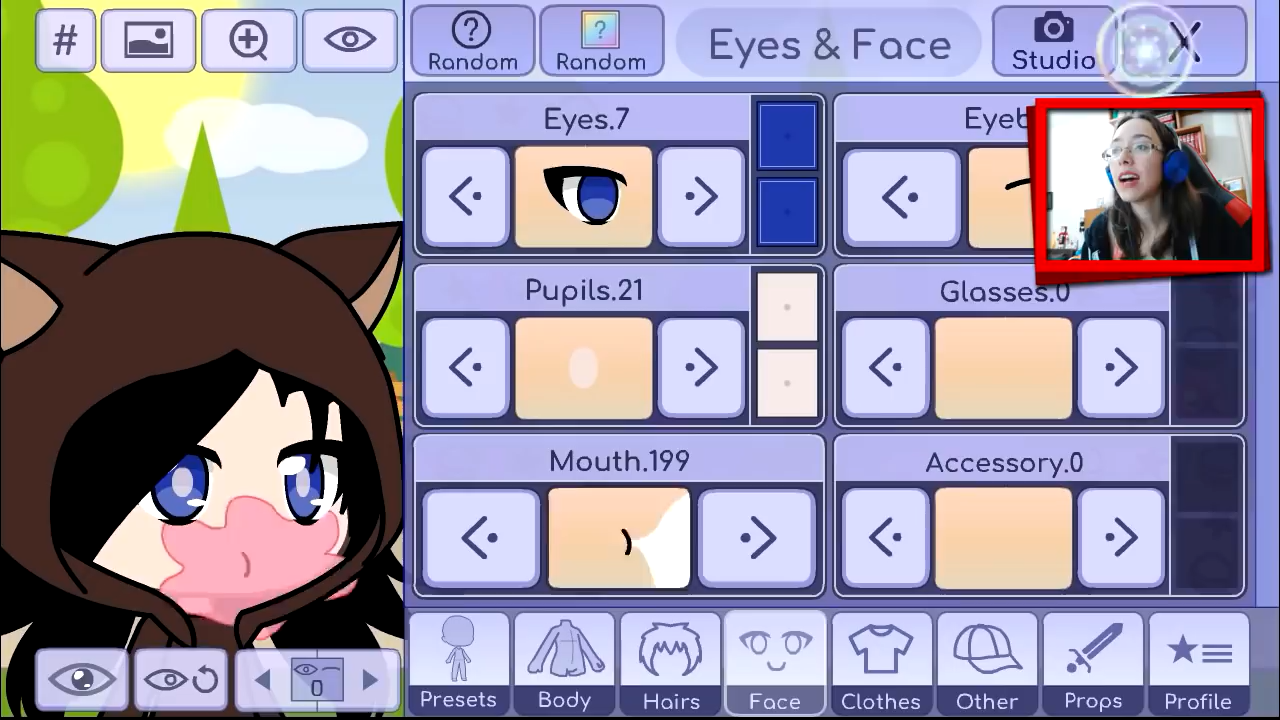 #
? Random
? Random
Eyes & Face
Studio
X
Eyes.7
Eyeb
Pupils.21
Glasses.0
Mouth.199
Accessory.0
0
Presets
Body
Hairs
Face
Clothes
Other
Props
Profile